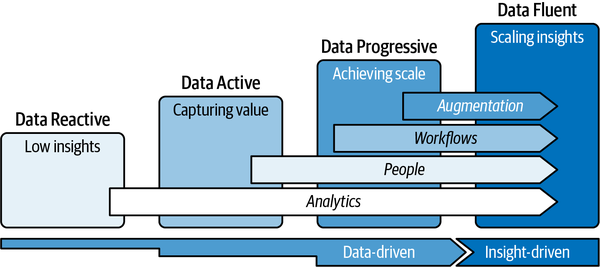 Data Reactive
Low insights
Data Active
Capturing value
Data Progressive
Achieving scale
Data Fluent
Scaling insights
Augmentation
Workflows
People
Analytics
Data-driven
Insight-driven